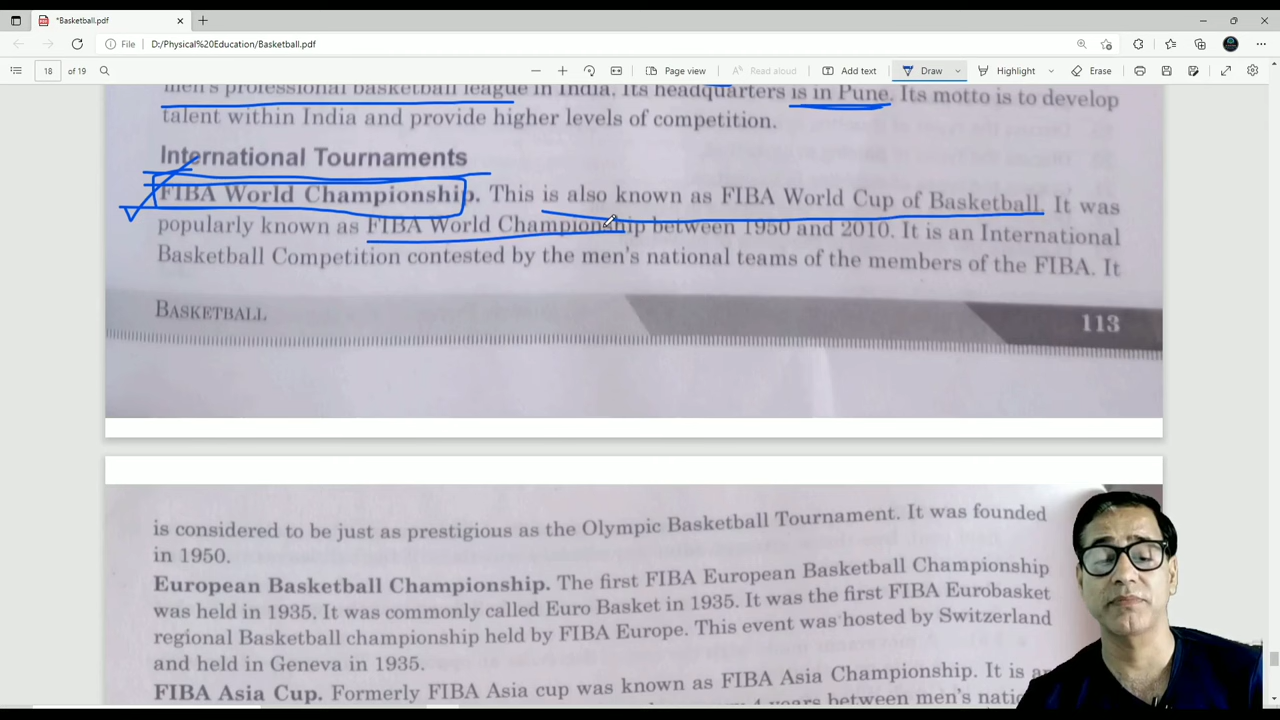 *Basketball.pdf
File D:/Physical%20Education/Basketball.pdf
18 of 19 Page view Read aloud Add text Draw Highlight Erase
men's professional basketball league in India. Its headquarters is in Pune. Its motto is to develop
talent within India and provide higher levels of competition.
International Tournaments
FIBA World Championship. This is also known as FIBA World Cup of Basketball. It was
popularly known as FIBA World Championship between 1950 and 2010. It is an International
Basketball Competition contested by the men's national teams of the members of the FIBA. It
BASKETBALL 113
is considered to be just as prestigious as the Olympic Basketball Tournament. It was founded
in 1950.
European Basketball Championship. The first FIBA European Basketball Championship
was held in 1935. It was commonly called Euro Basket in 1935. It was the first FIBA Eurobasket
regional Basketball championship held by FIBA Europe. This event was hosted by Switzerland
and held in Geneva in 1935.
FIBA Asia Cup. Formerly FIBA Asia cup was known as FIBA Asia Championship. It is
4 years between men's